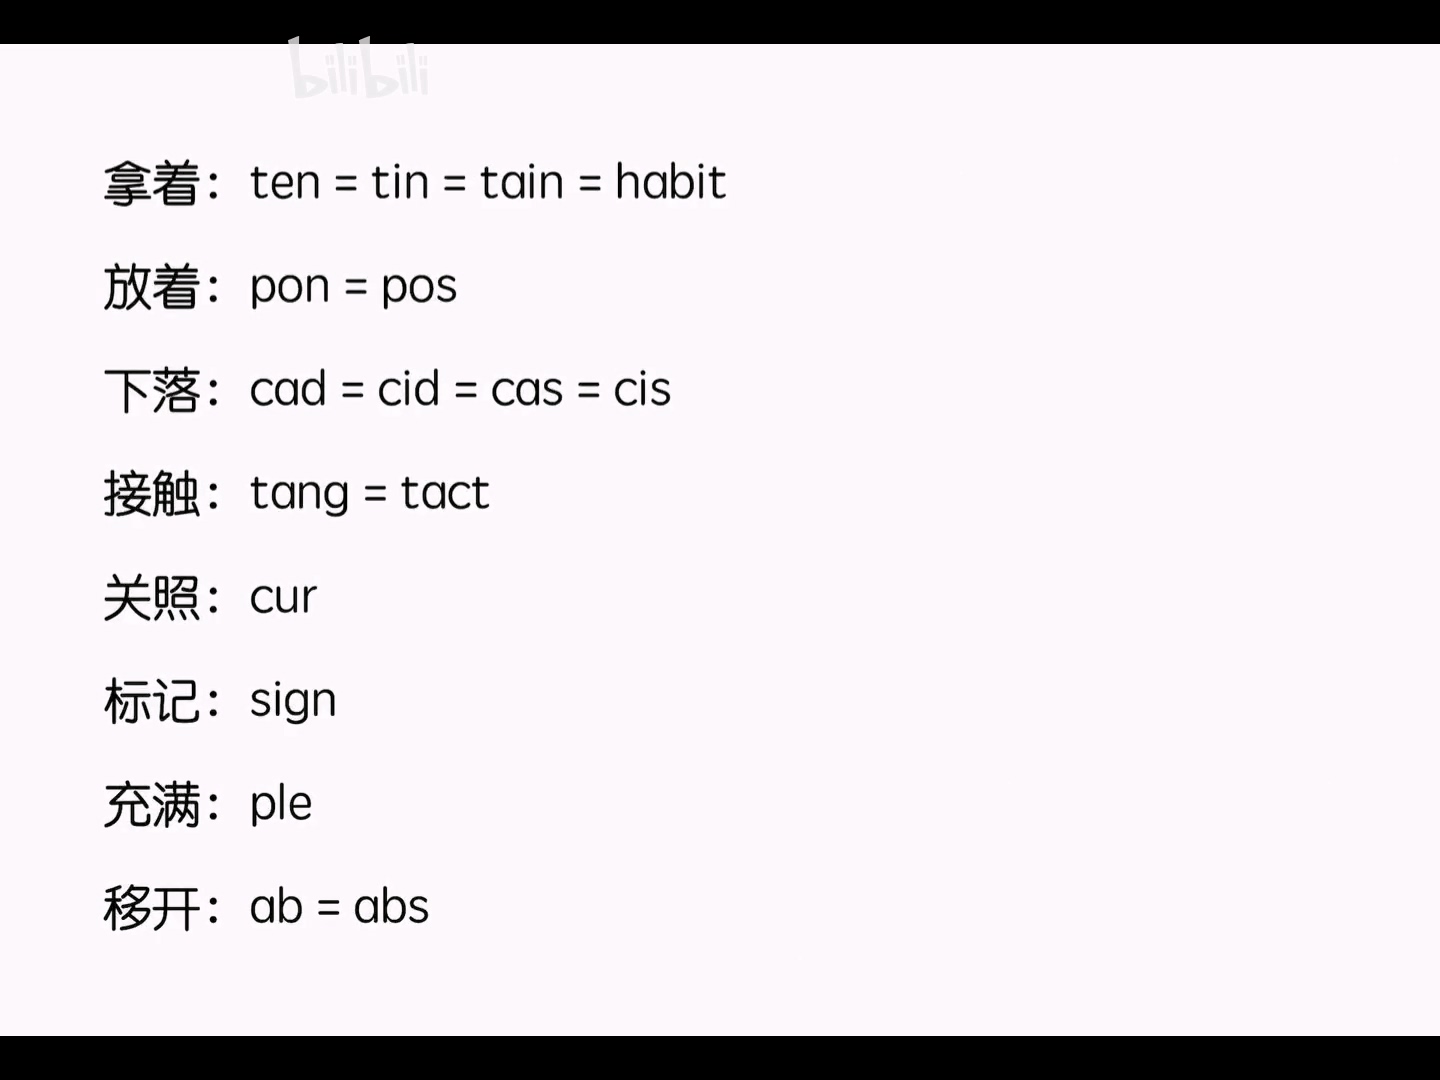 bilibili
拿着：ten = tin = tain = habit
放着：pon = pos
下落：cad = cid = cas = cis
接触：tang = tact
关照：cur
标记：sign
充满：ple
移开：ab = abs